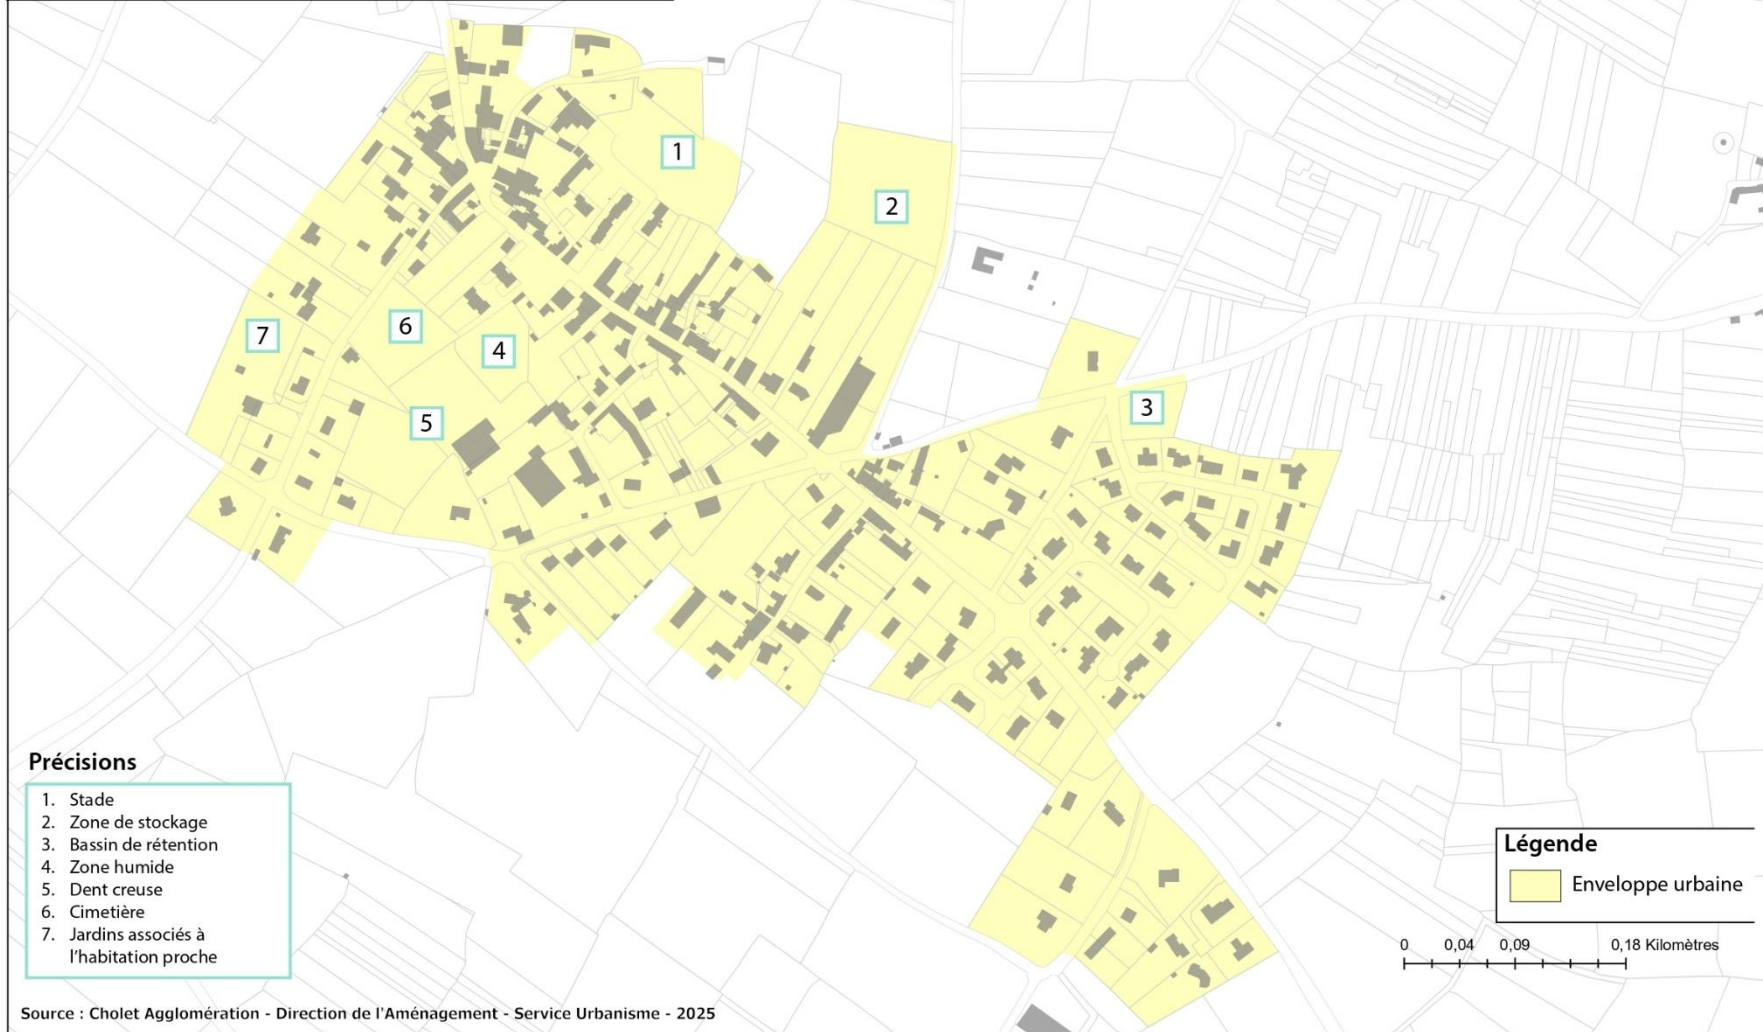 1
2
3
4
5
6
7
Précisions
1. Stade
2. Zone de stockage
3. Bassin de rétention
4. Zone humide
5. Dent creuse
6. Cimetière
7. Jardins associés à
l'habitation proche
Légende
Enveloppe urbaine
0 0,04 0,09 0,18 Kilomètres
Source : Cholet Agglomération - Direction de l'Aménagement - Service Urbanisme - 2025